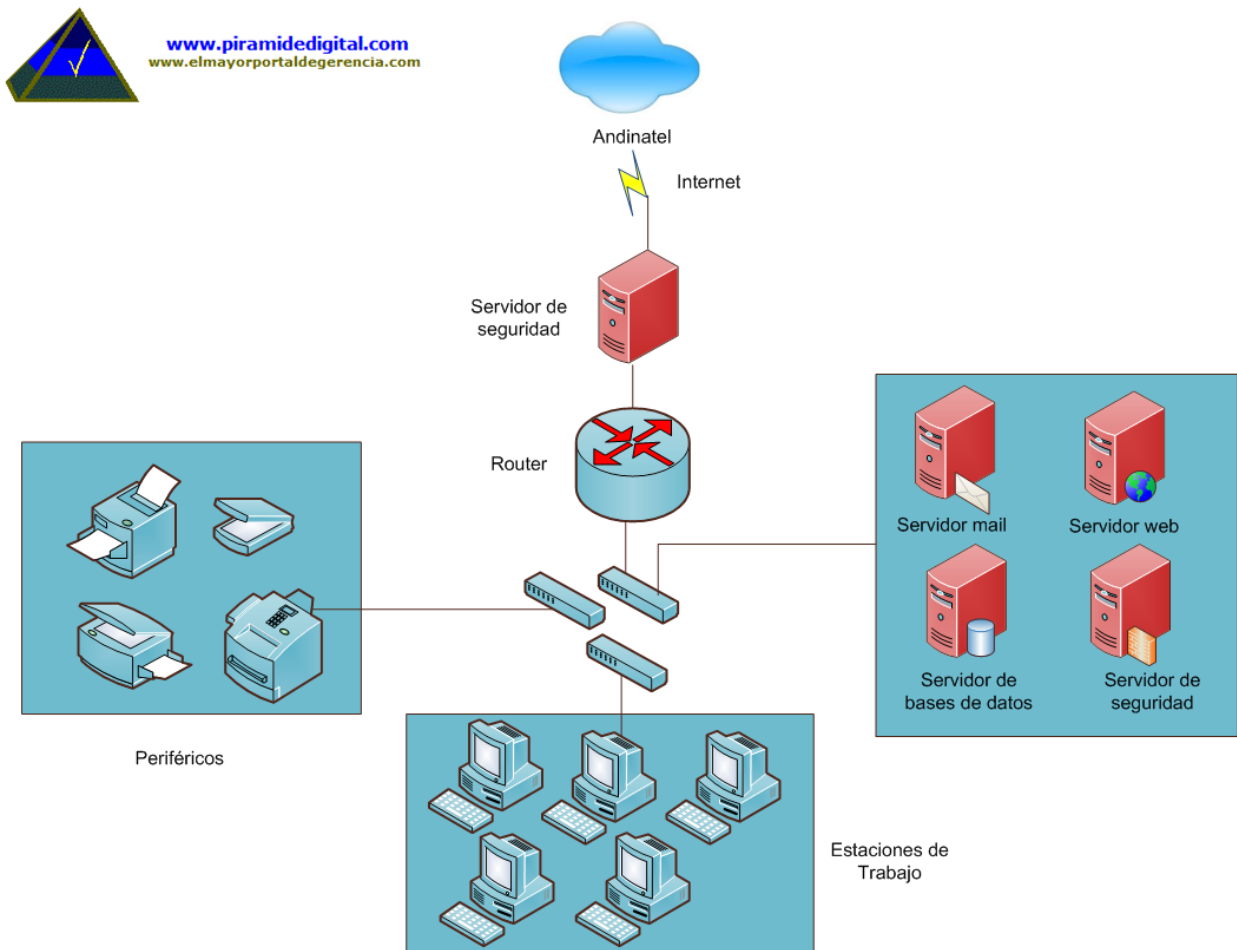 www.piramidedigital.com
www.elmayorportaldegerencia.com
Andinatel
Internet
Servidor de
seguridad
Router
Servidor mail
Servidor web
Servidor de
bases de datos
Servidor de
seguridad
Periféricos
Estaciones de
Trabajo